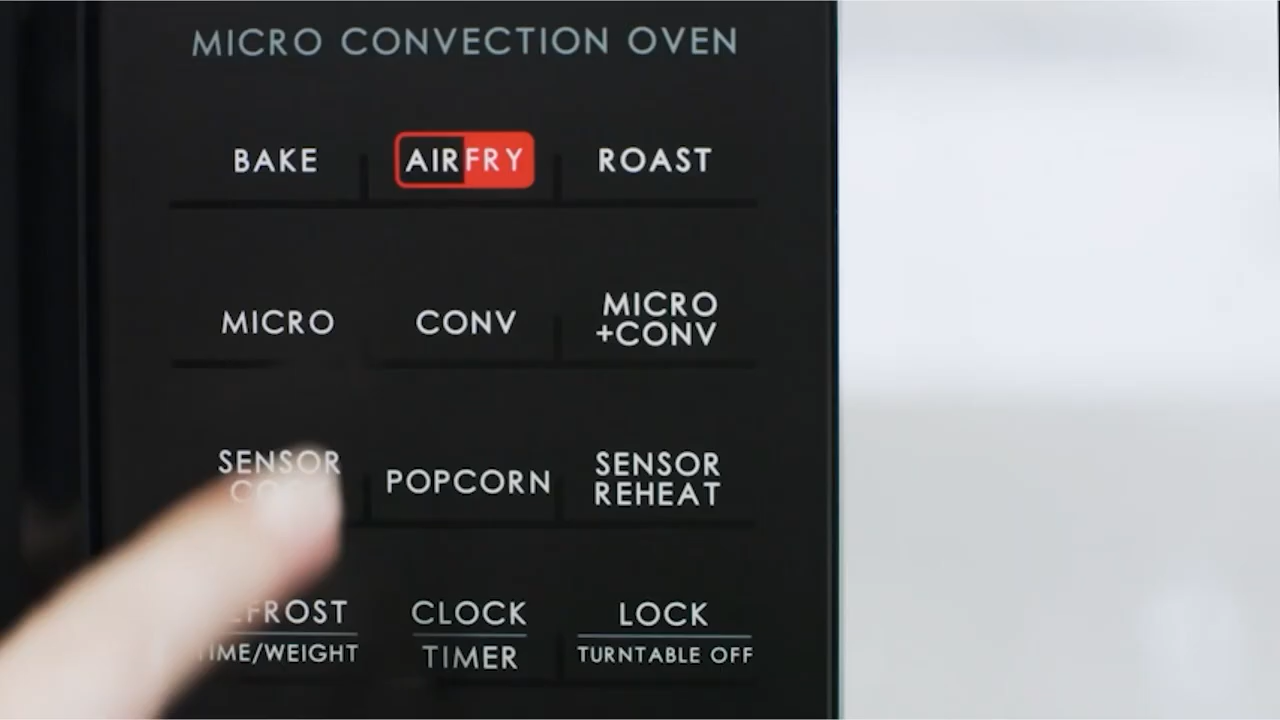 MICRO CONVECTION OVEN
BAKE
AIRFRY
ROAST
MICRO
CONV
MICRO
+CONV
SENSOR
POPCORN
SENSOR
REHEAT
CLOCK
TIMER
LOCK
TURNTABLE OFF